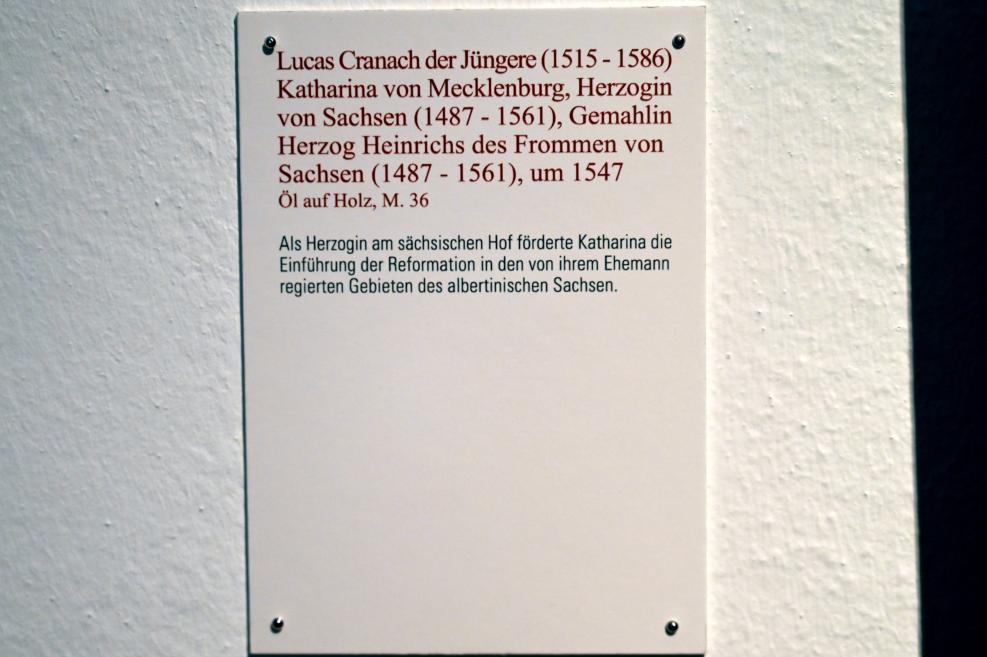 Lucas Cranach der Jüngere (1515 - 1586)
Katharina von Mecklenburg, Herzogin
von Sachsen (1487 - 1561), Gemahlin
Herzog Heinrichs des Frommen von
Sachsen (1487 - 1561), um 1547
Öl auf Holz, M. 36
Als Herzogin am sächsischen Hof förderte Katharina die
Einführung der Reformation in den von ihrem Ehemann
regierten Gebieten des albertinischen Sachsen.